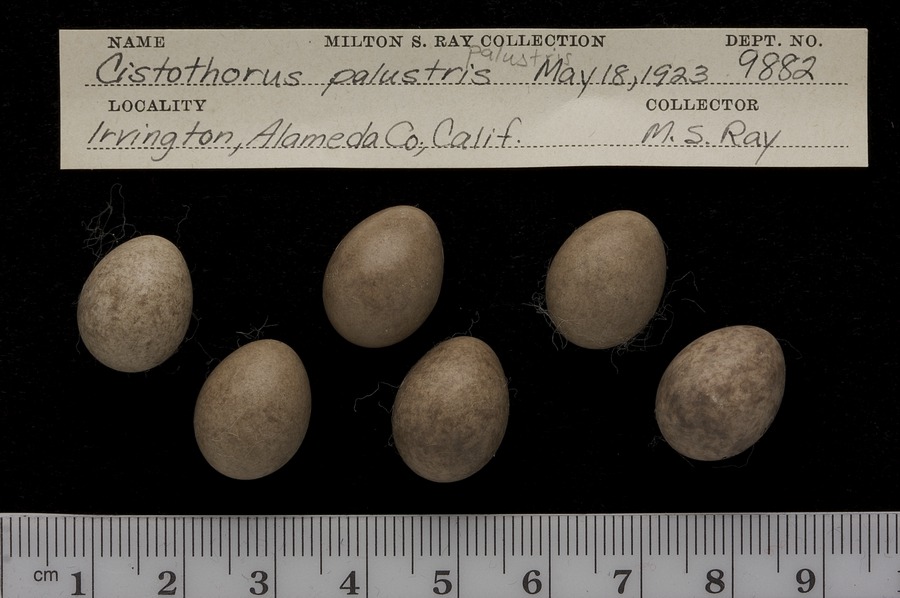 NAME MILTON S. RAY COLLECTION DEPT. NO.
palustris
Cistothorus palustris May 18, 1923 9882
LOCALITY COLLECTOR
Irvington, Alameda Co., Calif. M. S. Ray
cm 1 2 3 4 5 6 7 8 9